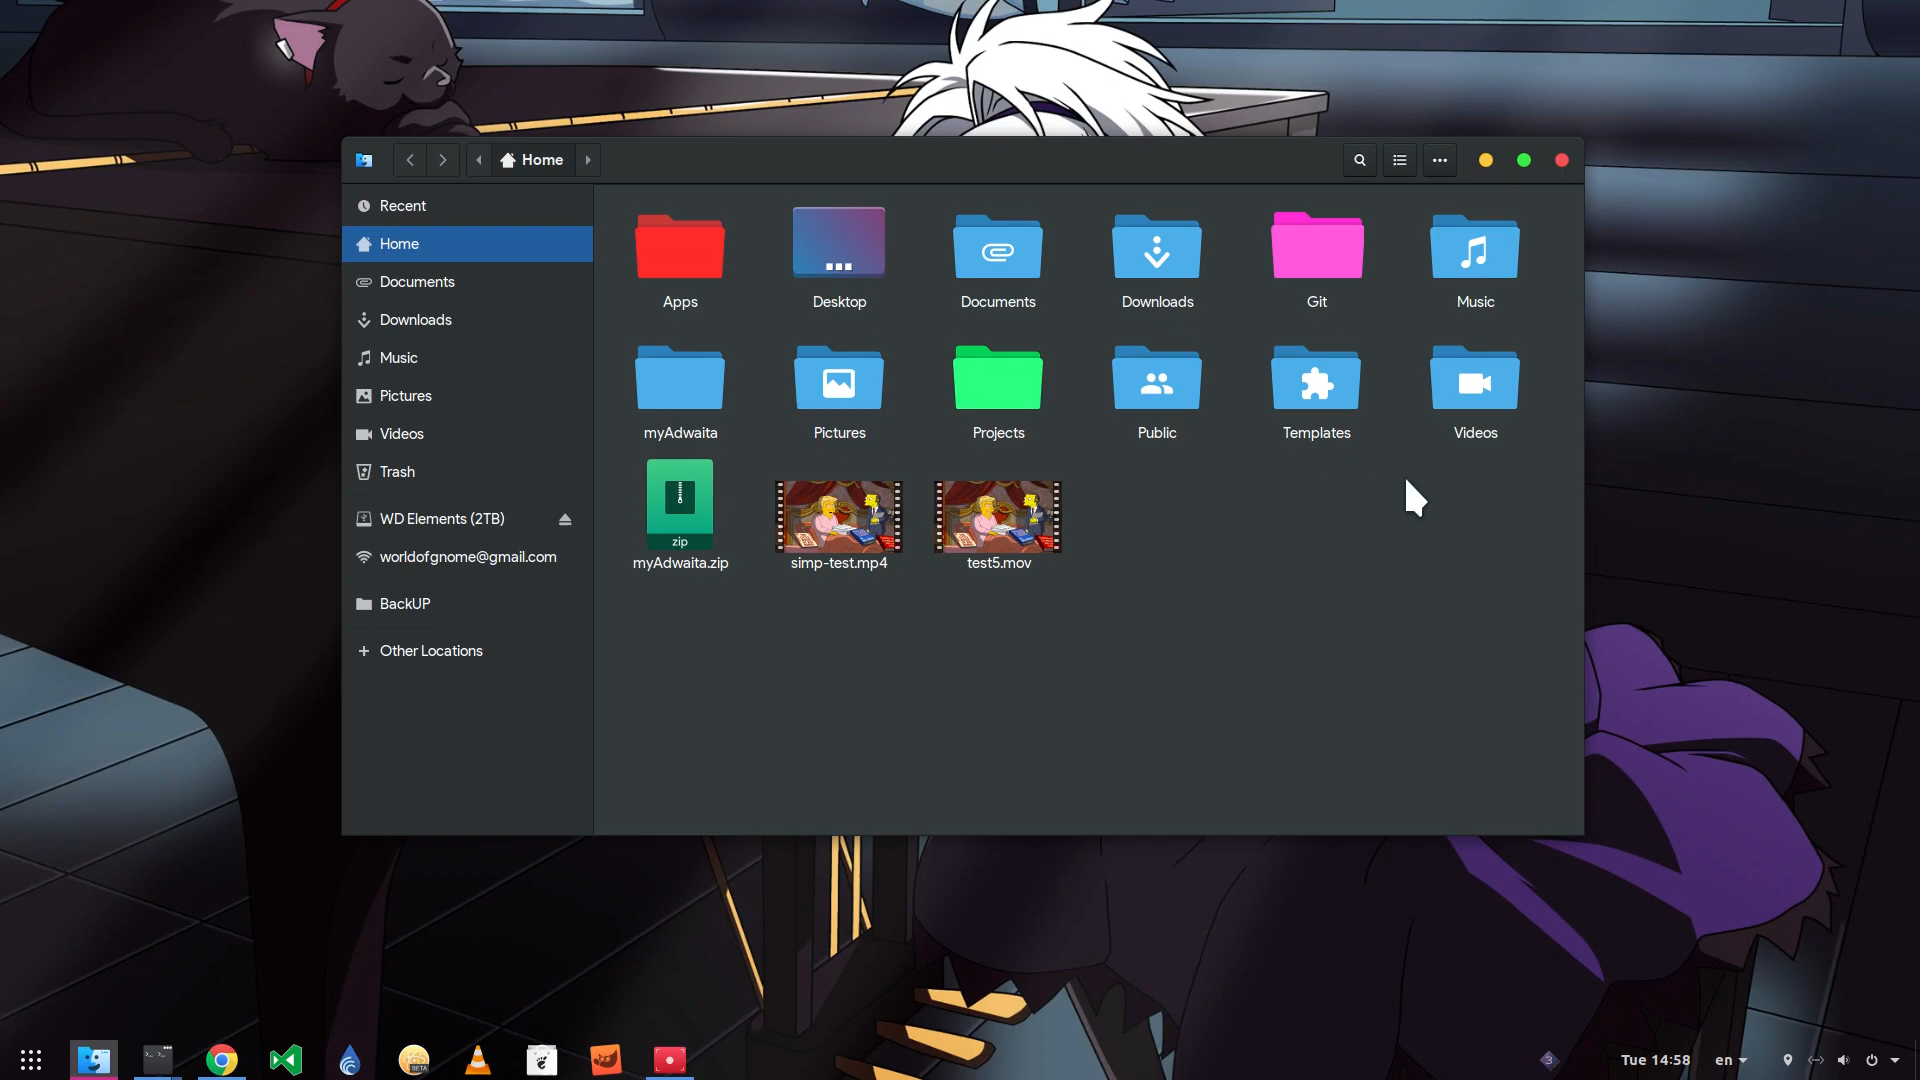 Home
Recent
Home
Documents
Downloads
Music
Pictures
Videos
Trash
WD Elements (2TB)
worldofgnome@gmail.com
BackUP
+ Other Locations
Apps
Desktop
Documents
Downloads
Git
Music
myAdwaita
Pictures
Projects
Public
Templates
Videos
zip
myAdwaita.zip
simp-test.mp4
test5.mov
BETA
3
Tue 14:58
en